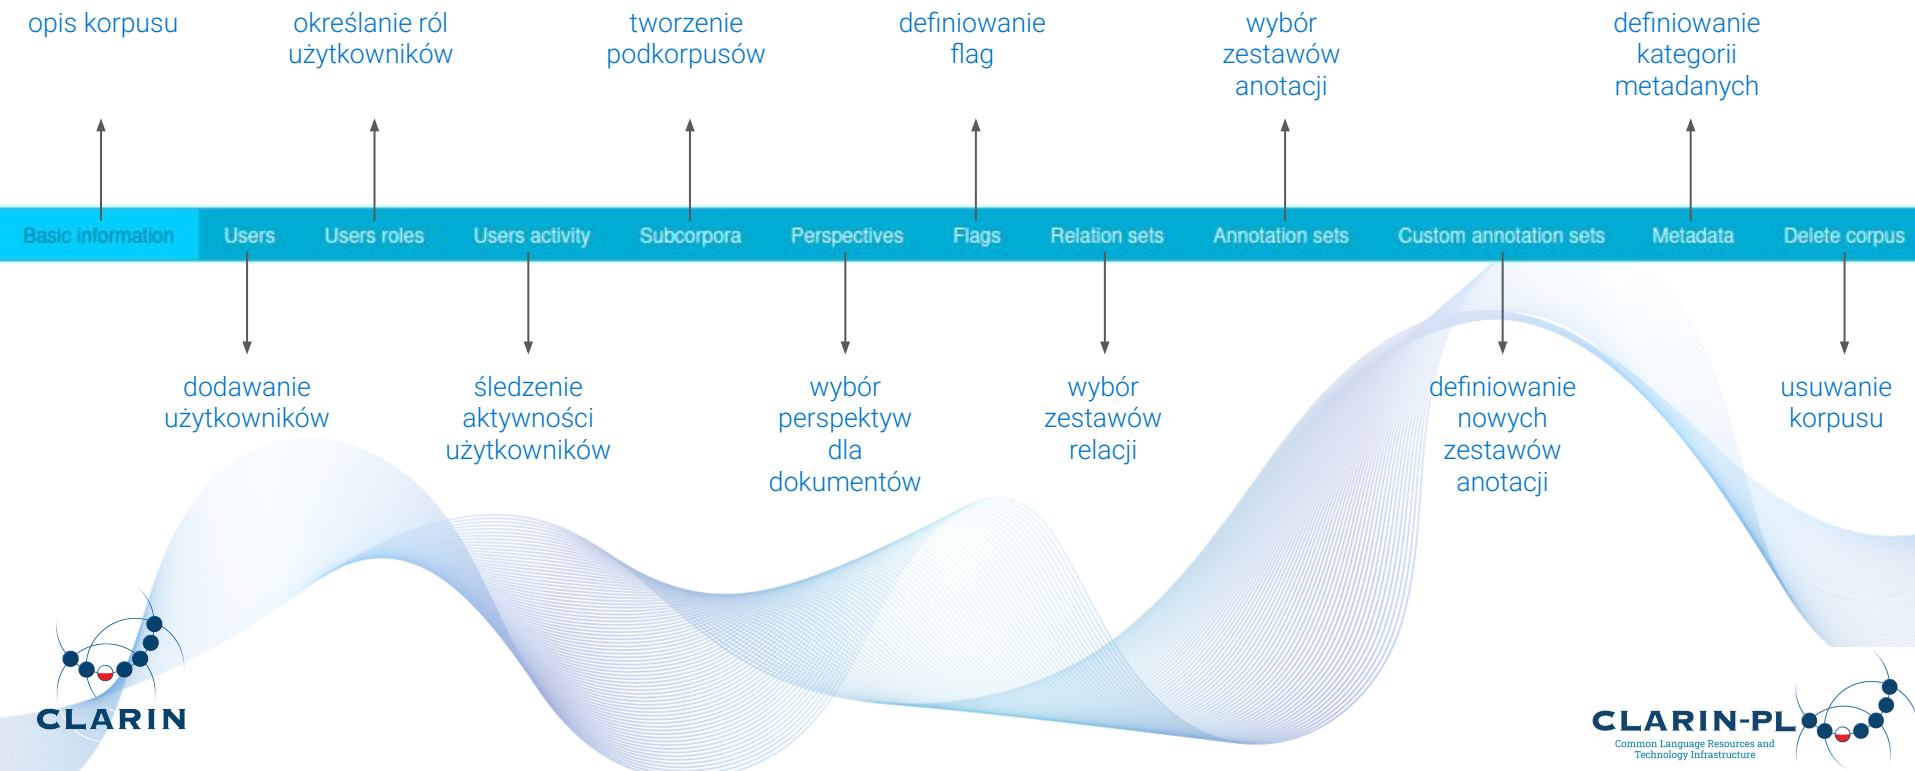 opis korpusu
określanie ról
użytkowników
tworzenie
podkorpusów
definiowanie
flag
wybór
zestawów
anotacji
definiowanie
kategorii
metadanych
Basic information
Users
Users roles
Users activity
Subcorpora
Perspectives
Flags
Relation sets
Annotation sets
Custom annotation sets
Metadata
Delete corpus
dodawanie
użytkowników
śledzenie
aktywności
użytkowników
wybór
perspektyw
dla
dokumentów
wybór
zestawów
relacji
definiowanie
nowych
zestawów
anotacji
usuwanie
korpusu
CLARIN
CLARIN-PL
Common Language Resources and
Technology Infrastructure